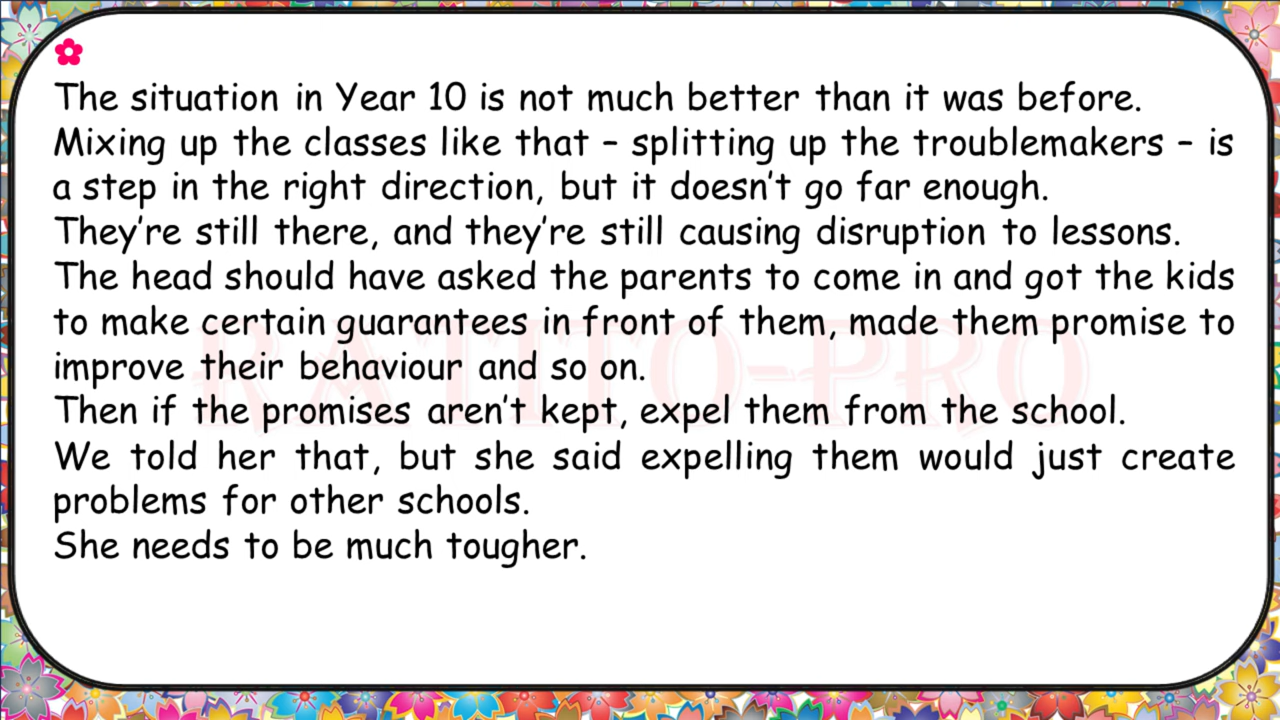 The situation in Year 10 is not much better than it was before.
Mixing up the classes like that – splitting up the troublemakers – is
a step in the right direction, but it doesn't go far enough.
They're still there, and they're still causing disruption to lessons.
The head should have asked the parents to come in and got the kids
to make certain guarantees in front of them, made them promise to
improve their behaviour and so on.
Then if the promises aren't kept, expel them from the school.
We told her that, but she said expelling them would just create
problems for other schools.
She needs to be much tougher.
RATITO-PRO